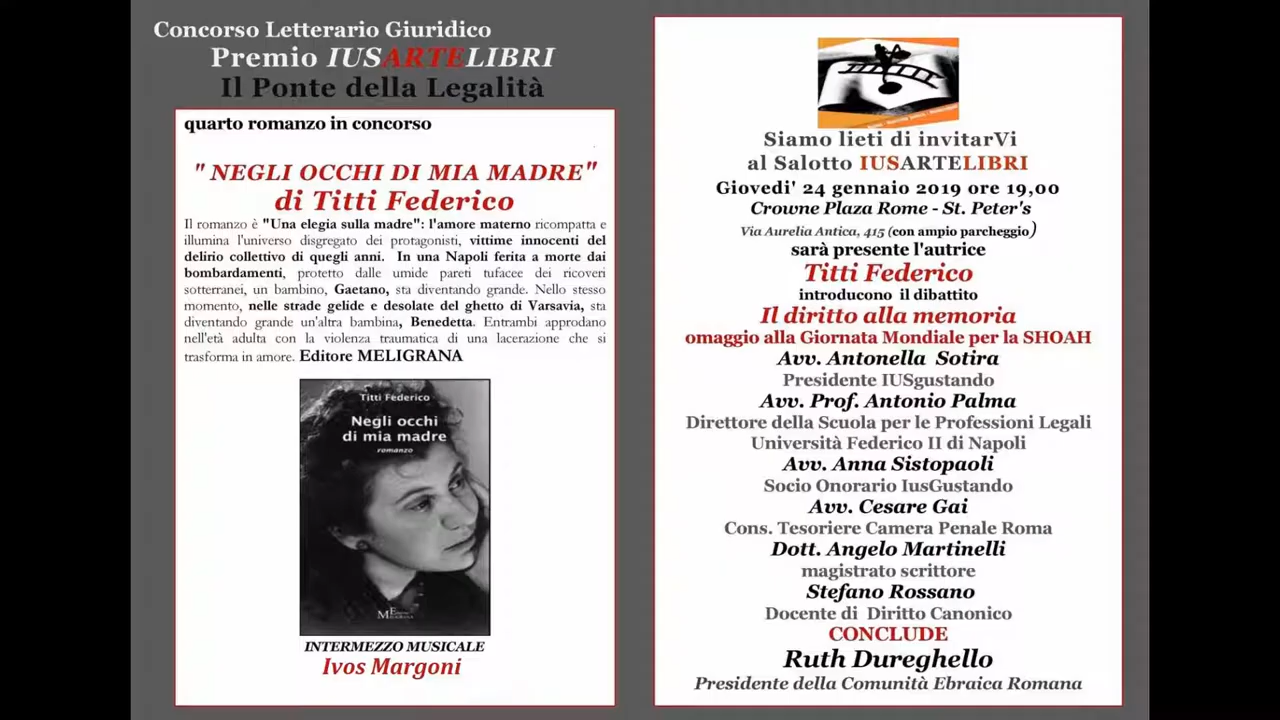 Concorso Letterario Giuridico
Premio IUSARTELIBRI
Il Ponte della Legalità
quarto romanzo in concorso
" NEGLI OCCHI DI MIA MADRE"
di Titti Federico
Il romanzo è "Una elegia sulla madre": l'amore materno ricompatta e
illumina l'universo disgregato dei protagonisti, vittime innocenti del
delirio collettivo di quegli anni. In una Napoli ferita a morte dai
bombardamenti, protetto dalle umide pareti tufacee dei ricoveri
sotterranei, un bambino, Gaetano, sta diventando grande. Nello stesso
momento, nelle strade gelide e desolate del ghetto di Varsavia, sta
diventando grande un'altra bambina, Benedetta. Entrambi approdano
nell'età adulta con la violenza traumatica di una lacerazione che si
trasforma in amore. Editore MELIGRANA
Titti Federico
Negli occhi
di mia madre
romanzo
INTERMEZZO MUSICALE
Ivos Margoni
Siamo lieti di invitarVi
al Salotto IUSARTELIBRI
Giovedi' 24 gennaio 2019 ore 19,00
Crowne Plaza Rome - St. Peter's
Via Aurelia Antica, 415 (con ampio parcheggio)
sarà presente l'autrice
Titti Federico
introducono il dibattito
Il diritto alla memoria
omaggio alla Giornata Mondiale per la SHOAH
Avv. Antonella Sotira
Presidente IUSgustando
Avv. Prof. Antonio Palma
Direttore della Scuola per le Professioni Legali
Università Federico II di Napoli
Avv. Anna Sistopaoli
Socio Onorario IusGustando
Avv. Cesare Gai
Cons. Tesoriere Camera Penale Roma
Dott. Angelo Martinelli
magistrato scrittore
Stefano Rossano
Docente di Diritto Canonico
CONCLUDE
Ruth Dureghello
Presidente della Comunità Ebraica Romana